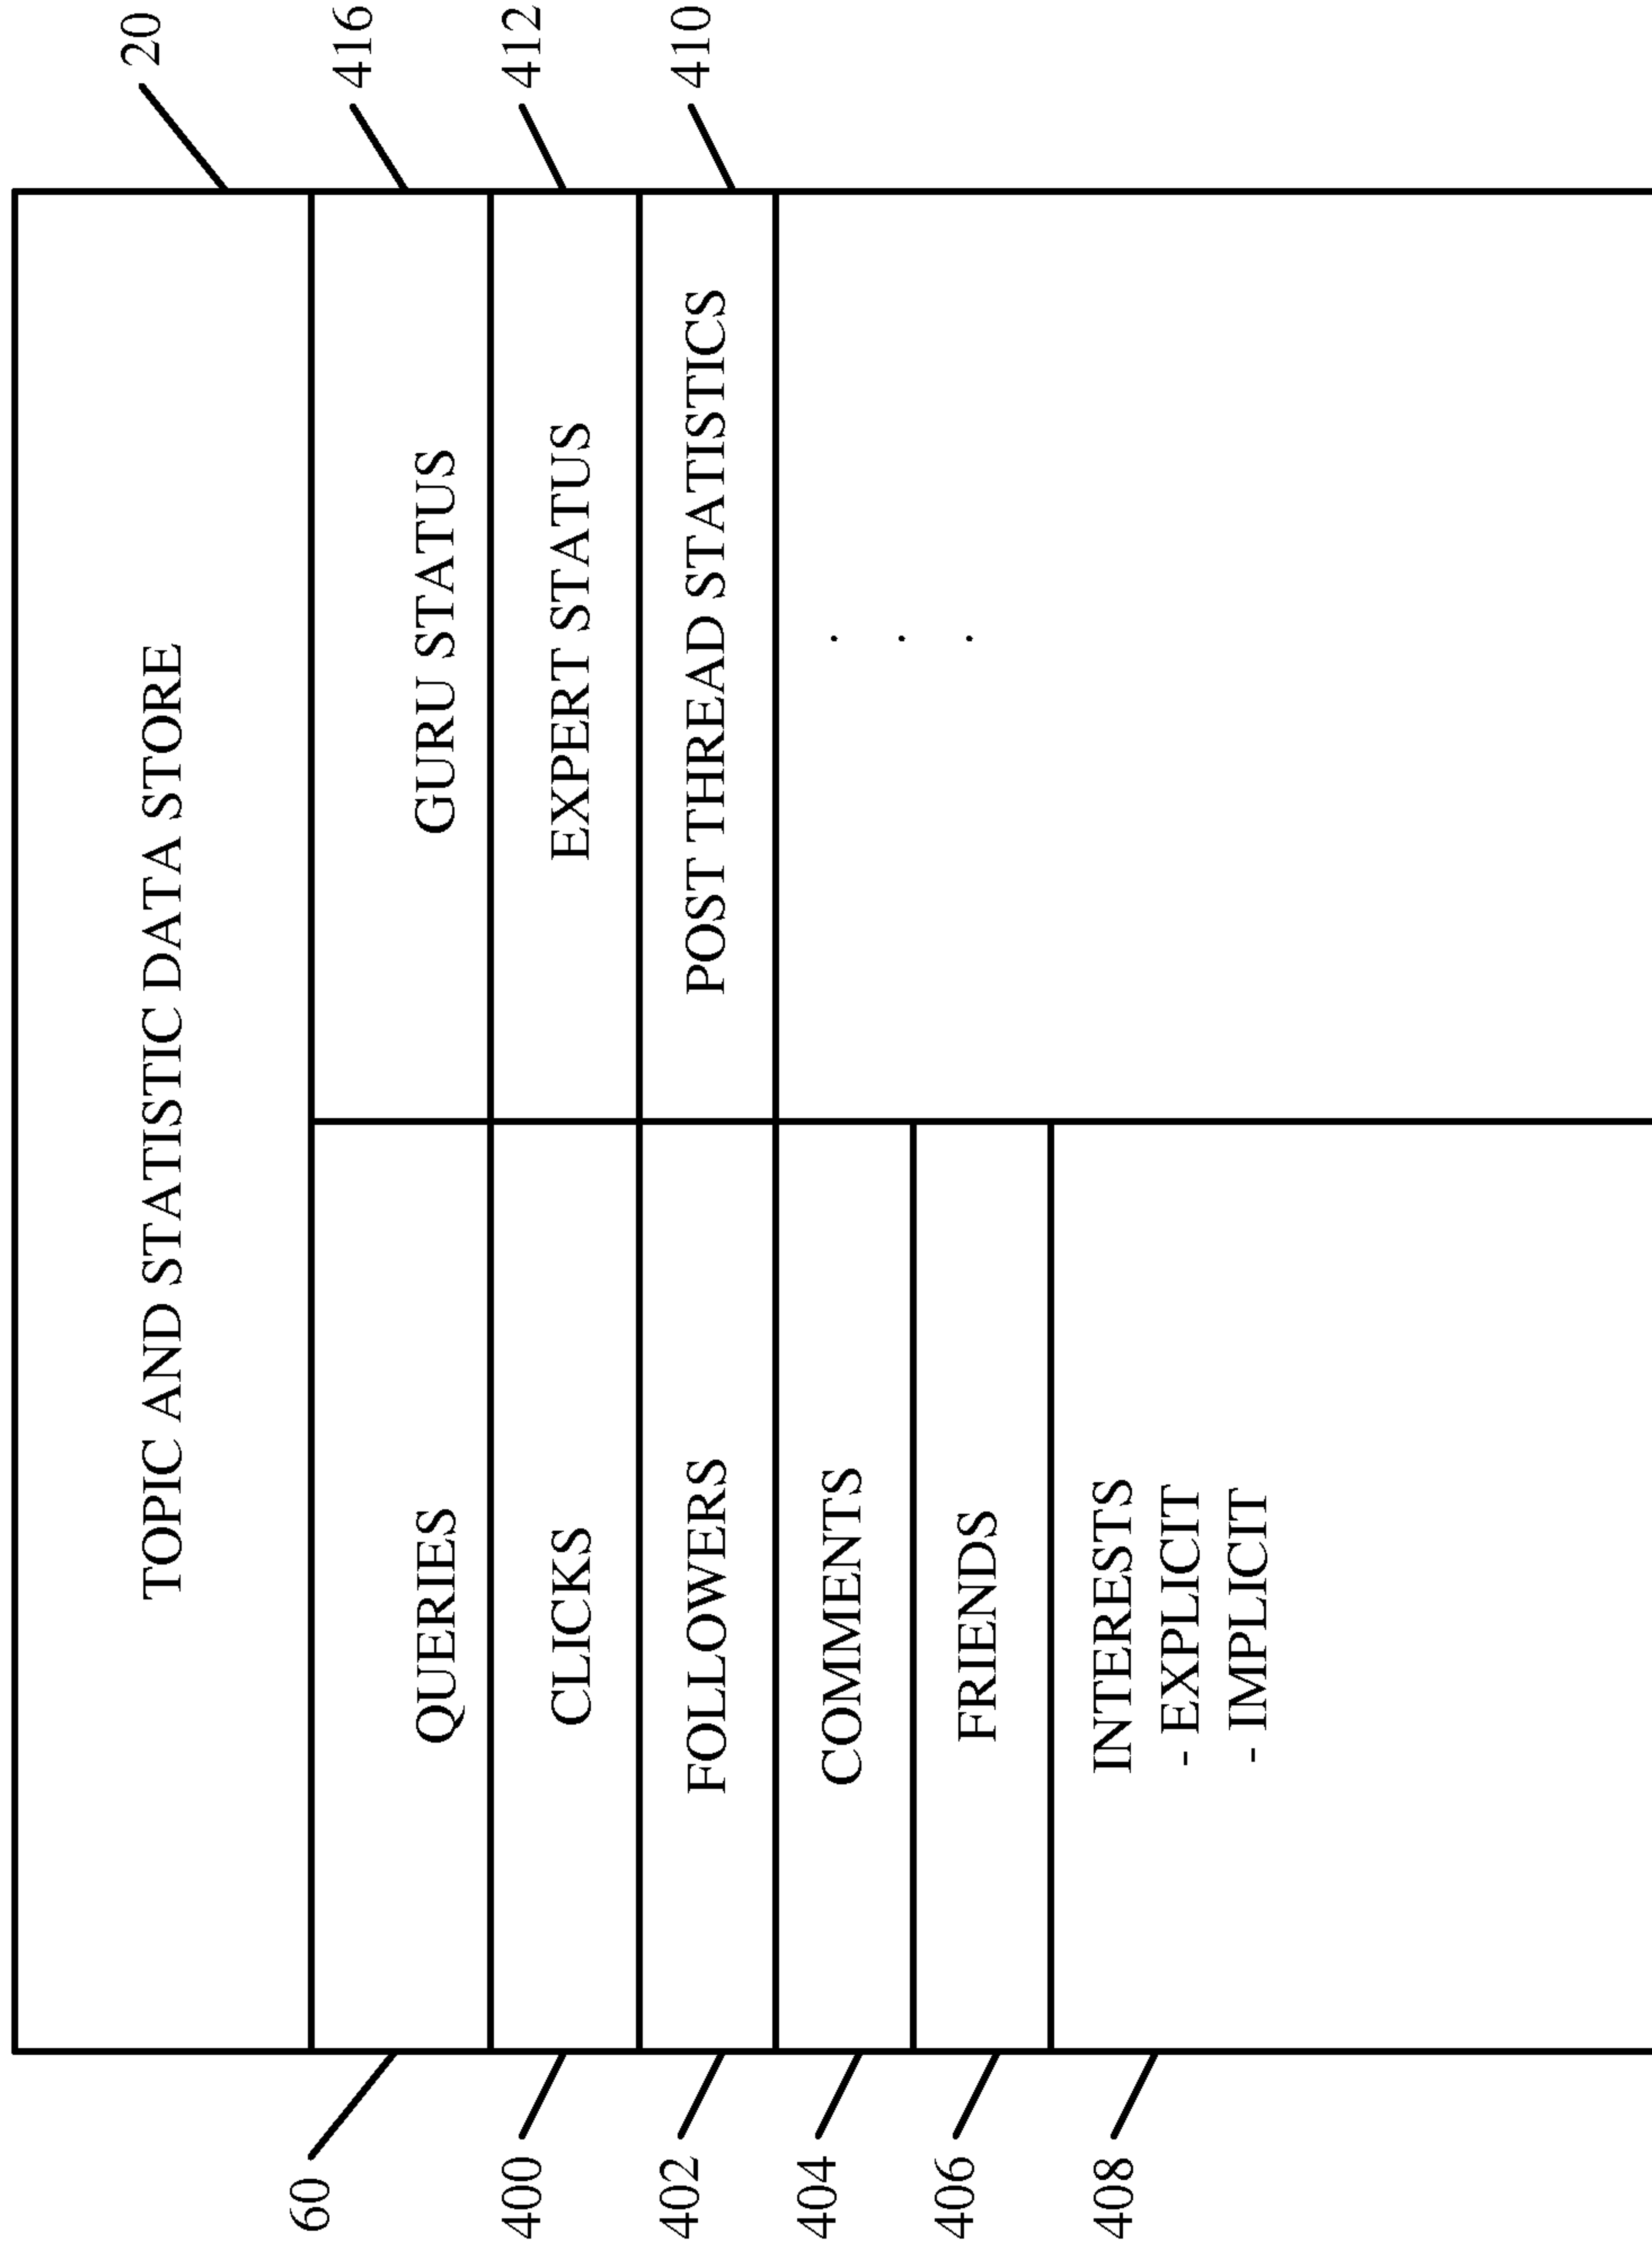 TOPIC AND STATISTIC DATA STORE
20
60
QUERIES
GURU STATUS
416
400
CLICKS
EXPERT STATUS
412
402
FOLLOWERS
POST THREAD STATISTICS
410
404
COMMENTS
. . .
406
FRIENDS
408
INTERESTS
- EXPLICIT
- IMPLICIT